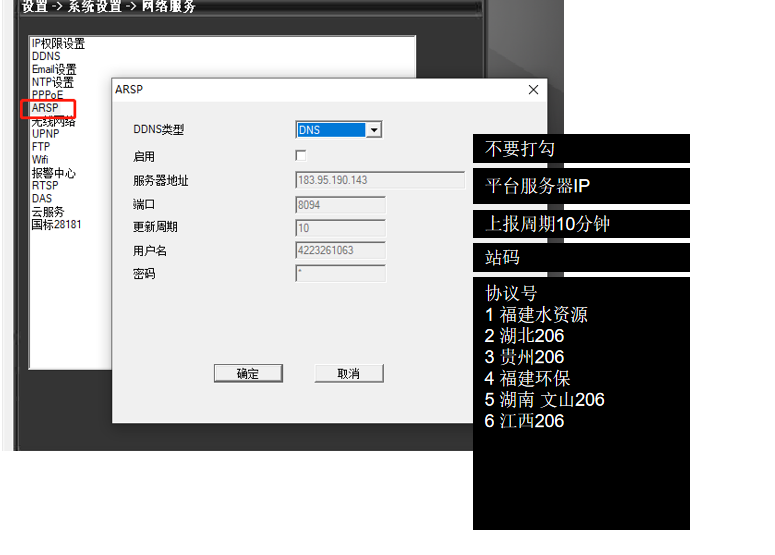 设置 -> 系统设置 -> 网络服务
IP权限设置
DDNS
Email设置
NTP设置
PPPoE
ARSP
无线网络
UPNP
FTP
Wifi
报警中心
RTSP
DAS
云服务
国标28181
ARSP
DDNS类型
DNS
启用
服务器地址
183.95.190.143
端口
8094
更新周期
10
用户名
4223261063
密码
*
确定
取消
不要打勾
平台服务器IP
上报周期10分钟
站码
协议号
1 福建水资源
2 湖北206
3 贵州206
4 福建环保
5 湖南 文山206
6 江西206